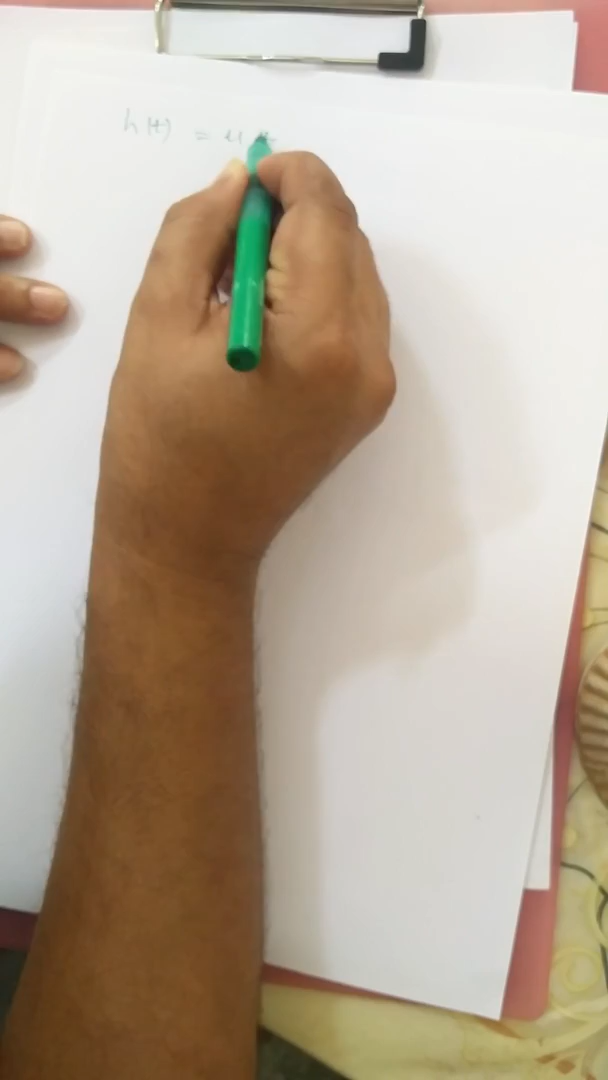 h(t) = u